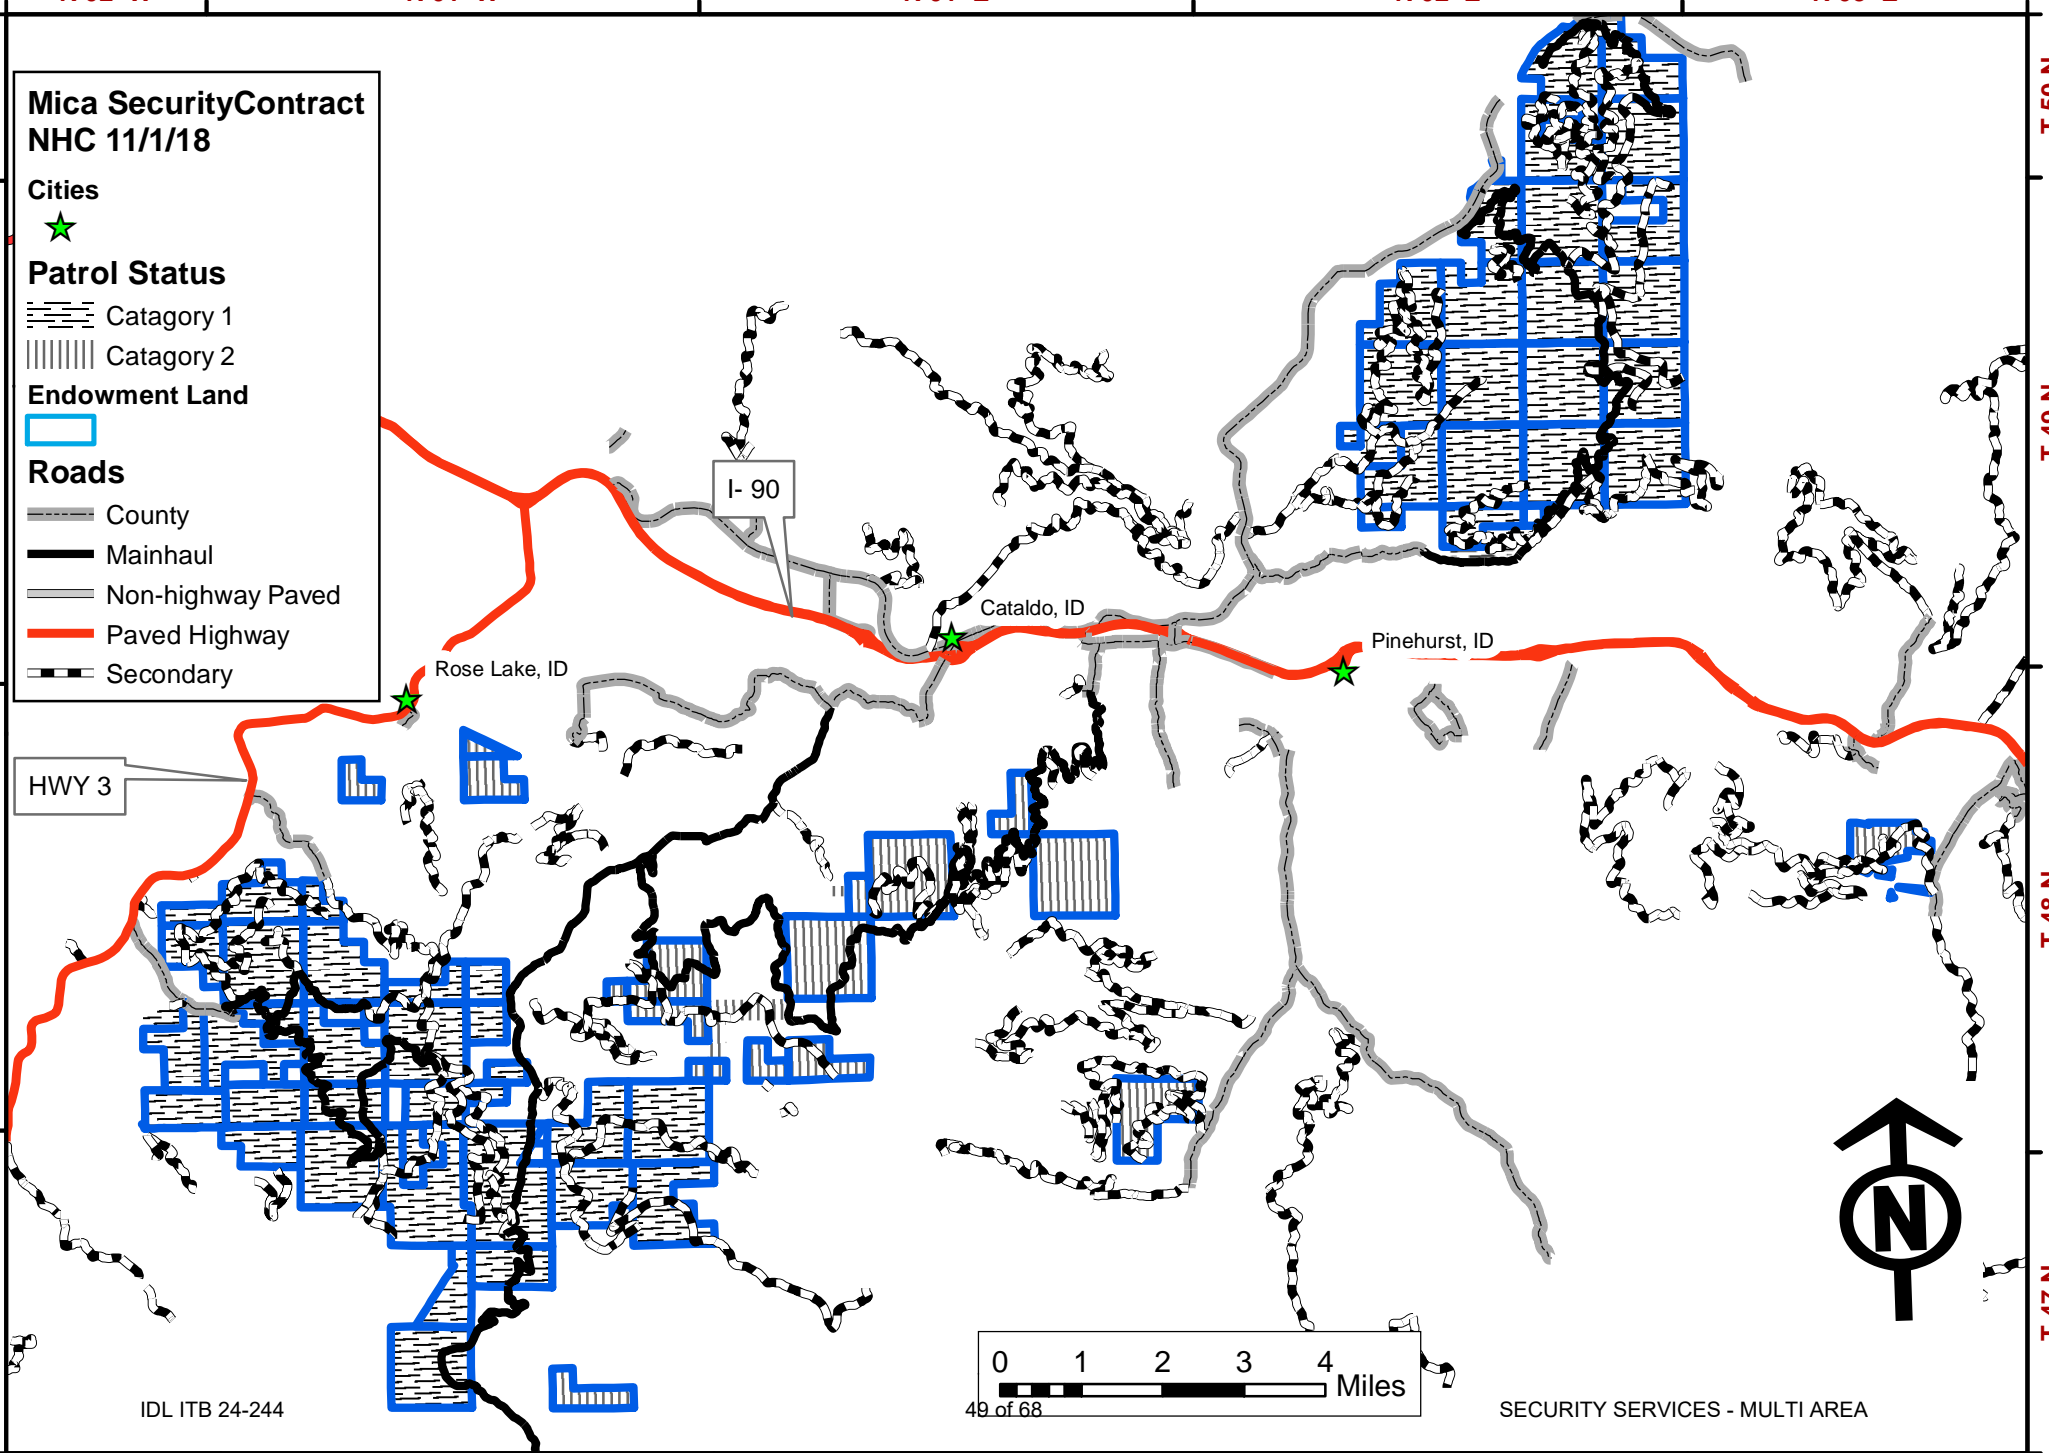 Mica SecurityContract
NHC 11/1/18
Cities
Patrol Status
Catagory 1
Catagory 2
Endowment Land
Roads
County
Mainhaul
Non-highway Paved
Paved Highway
Secondary
I- 90
Cataldo, ID
Pinehurst, ID
Rose Lake, ID
HWY 3
N
0 1 2 3 4
Miles
IDL ITB 24-244
49 of 68
SECURITY SERVICES - MULTI AREA
T 49 N
T 48 N